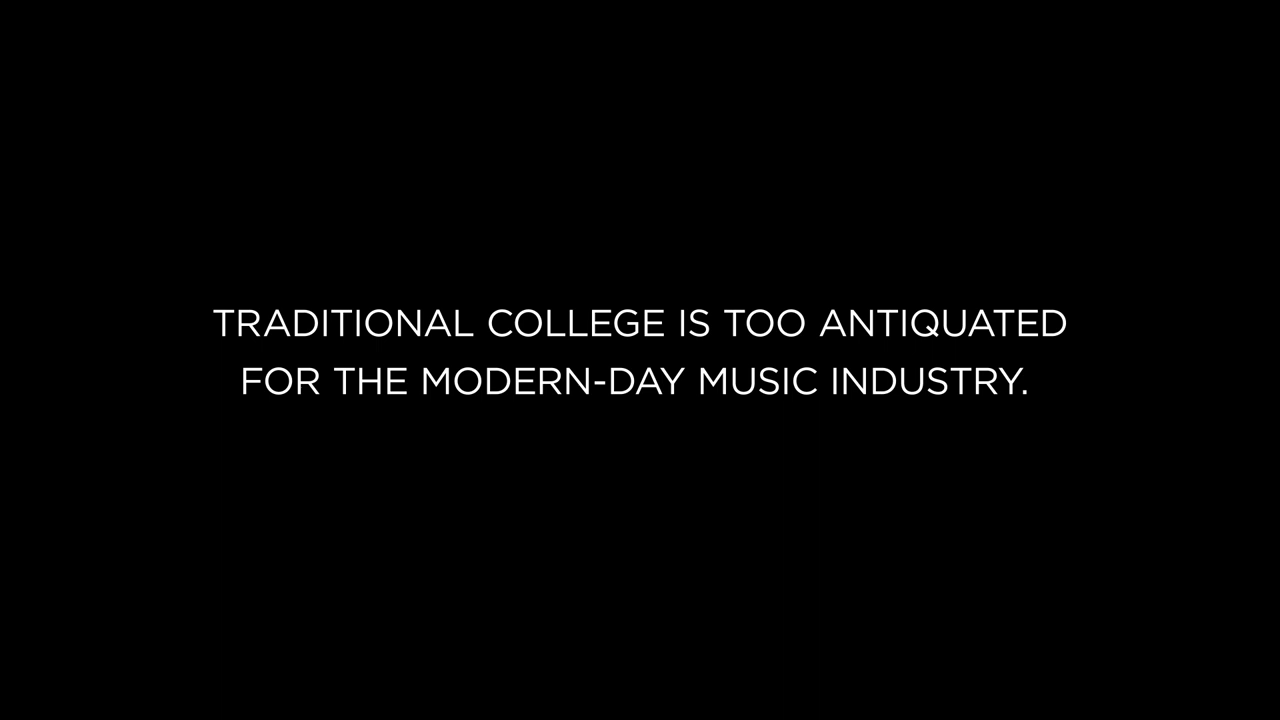 TRADITIONAL COLLEGE IS TOO ANTIQUATED
FOR THE MODERN-DAY MUSIC INDUSTRY.